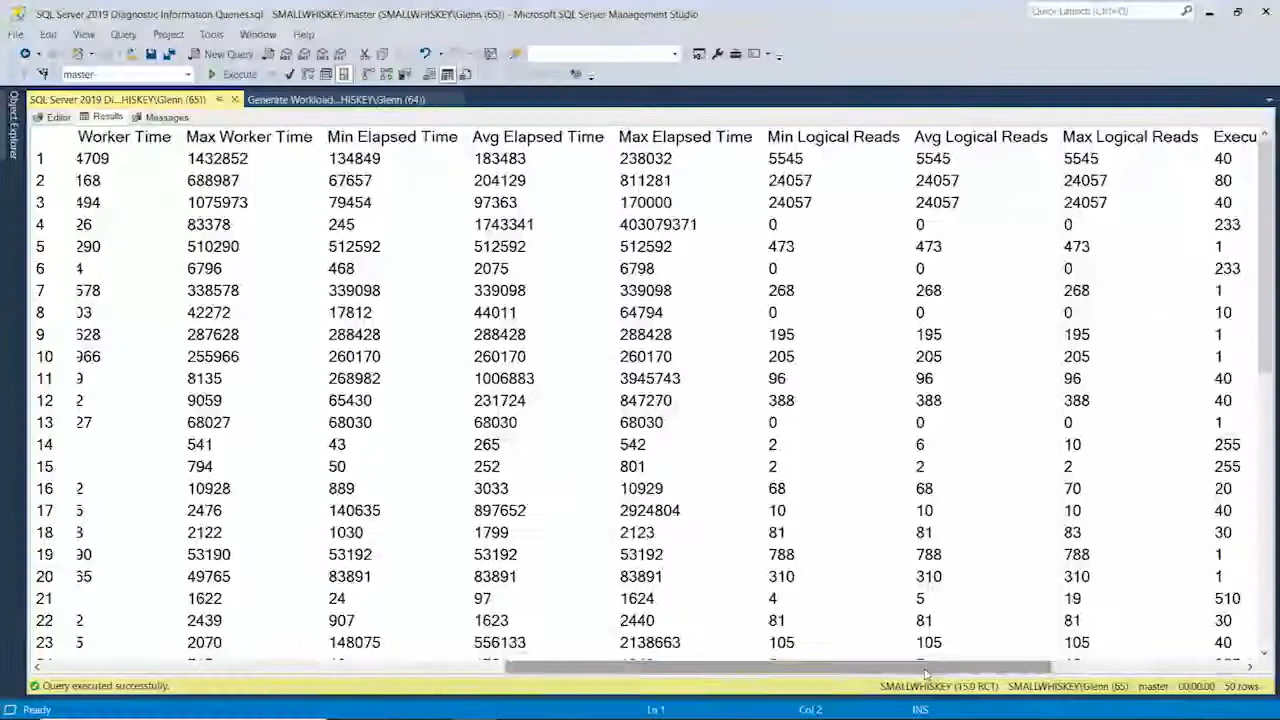 SQL Server 2019 Diagnostic Information Queries.sql - SMALLWHISKEY.master (SMALLWHISKEY\Glenn (65)) - Microsoft SQL Server Management Studio
Quick Launch (Ctrl+Q)
File Edit View Query Project Tools Window Help
New Query
master
Execute
SQL Server 2019 Di...HISKEY\Glenn (65))
Generate Workload...HISKEY\Glenn (64))
Object Explorer
Editor Results Messages
Worker Time Max Worker Time Min Elapsed Time Avg Elapsed Time Max Elapsed Time Min Logical Reads Avg Logical Reads Max Logical Reads Execu
1 4709 1432852 134849 183483 238032 5545 5545 5545 40
2 168 688987 67657 204129 811281 24057 24057 24057 80
3 494 1075973 79454 97363 170000 24057 24057 24057 40
4 26 83378 245 1743341 403079371 0 0 0 233
5 290 510290 512592 512592 512592 473 473 473 1
6 4 6796 468 2075 6798 0 0 0 233
7 578 338578 339098 339098 339098 268 268 268 1
8 03 42272 17812 44011 64794 0 0 0 10
9 628 287628 288428 288428 288428 195 195 195 1
10 966 255966 260170 260170 260170 205 205 205 1
11 9 8135 268982 1006883 3945743 96 96 96 40
12 2 9059 65430 231724 847270 388 388 388 40
13 27 68027 68030 68030 68030 0 0 0 1
14 541 43 265 542 2 6 10 255
15 794 50 252 801 2 2 2 255
16 2 10928 889 3033 10929 68 68 70 20
17 5 2476 140635 897652 2924804 10 10 10 40
18 3 2122 1030 1799 2123 81 81 83 30
19 90 53190 53192 53192 53192 788 788 788 1
20 65 49765 83891 83891 83891 310 310 310 1
21 1622 24 97 1624 4 5 19 510
22 2 2439 907 1623 2440 81 81 81 30
23 5 2070 148075 556133 2138663 105 105 105 40
Query executed successfully. SMALLWHISKEY (15.0 RC1) SMALLWHISKEY\Glenn (65) master 00:00:00 50 rows
Ready Ln 1 Col 2 INS